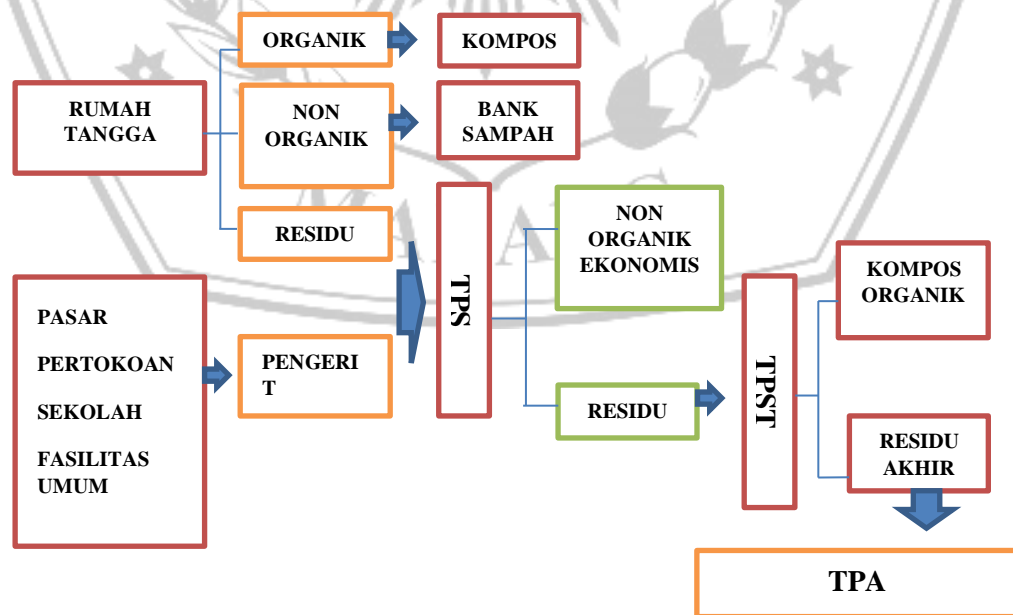 ORGANIK
KOMPOS
RUMAH
TANGGA
NON
ORGANIK
BANK
SAMPAH
RESIDU
PASAR
PERTOKOAN
SEKOLAH
FASILITAS
UMUM
PENGERI
T
TPS
NON
ORGANIK
EKONOMIS
RESIDU
TPST
KOMPOS
ORGANIK
RESIDU
AKHIR
TPA